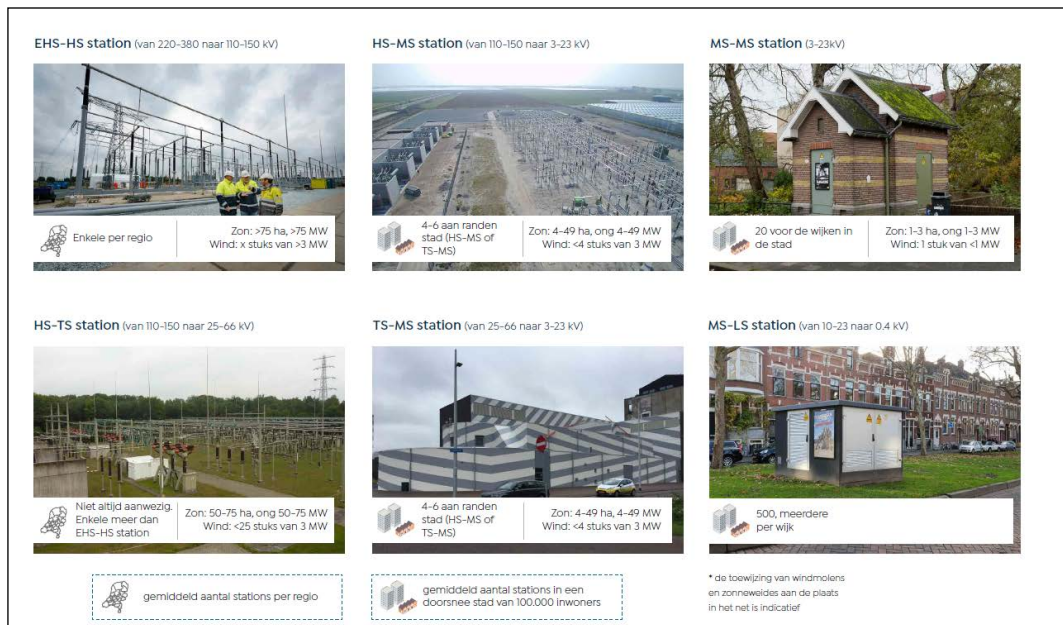 EHS-HS station (van 220-380 naar 110-150 kV)
Enkele per regio
Zon: >75 ha, >75 MW
Wind: x stuks van >3 MW
HS-MS station (van 110-150 naar 3-23 kV)
4-6 aan randen
stad (HS-MS of
TS-MS)
Zon: 4-49 ha, ong 4-49 MW
Wind: <4 stuks van 3 MW
MS-MS station (3-23kV)
20 voor de wijken in
de stad
Zon: 1-3 ha, ong 1-3 MW
Wind: 1 stuk van <1 MW
HS-TS station (van 110-150 naar 25-66 kV)
Niet altijd aanwezig.
Enkele meer dan
EHS-HS station
Zon: 50-75 ha, ong 50-75 MW
Wind: <25 stuks van 3 MW
TS-MS station (van 25-66 naar 3-23 kV)
4-6 aan randen
stad (HS-MS of
TS-MS)
Zon: 4-49 ha, 4-49 MW
Wind: <4 stuks van 3 MW
MS-LS station (van 10-23 naar 0.4 kV)
500, meerdere
per wijk
gemiddeld aantal stations per regio
gemiddeld aantal stations in een
doorsnee stad van 100.000 inwoners
* de toewijzing van windmolens
en zonneweides aan de plaats
in het net is indicatief